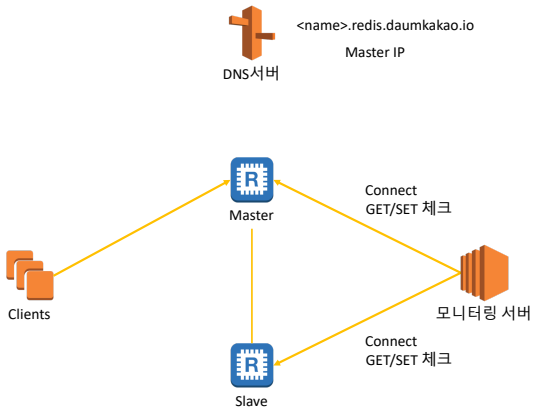 <name>.redis.daumkakao.io
Master IP
DNS서버
R
Master
Connect
GET/SET 체크
Clients
모니터링 서버
Connect
GET/SET 체크
R
Slave